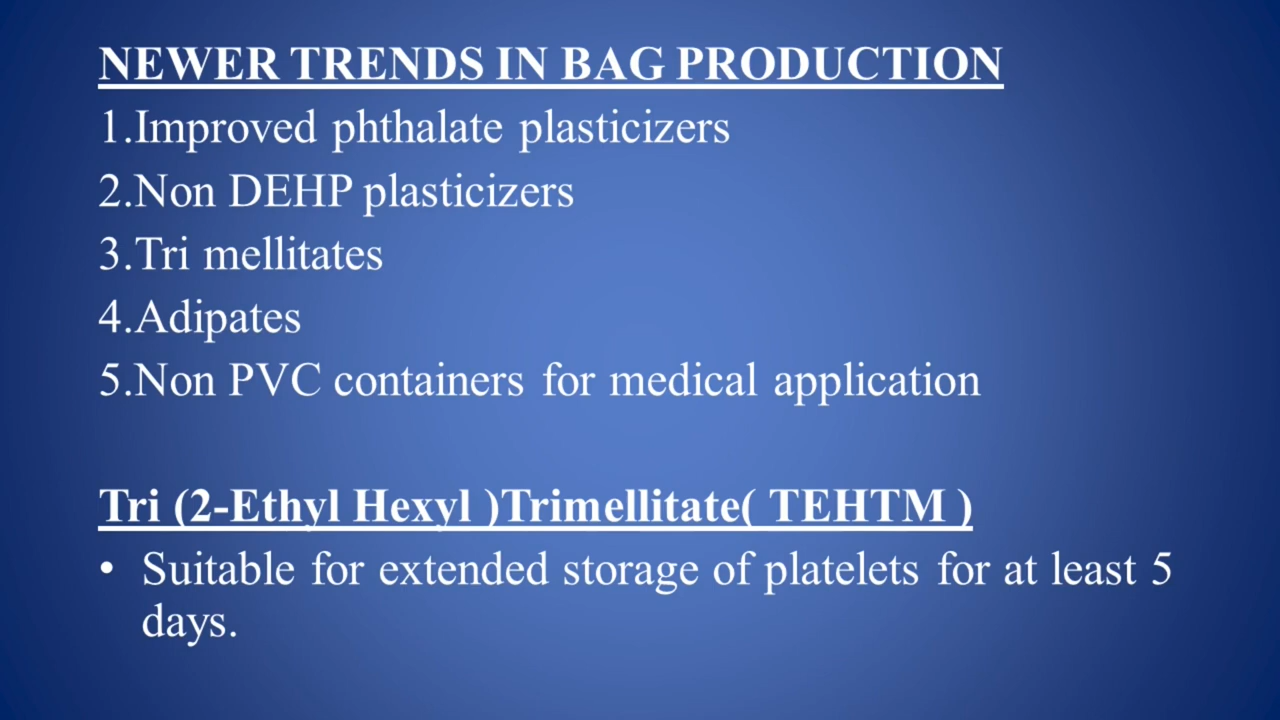 NEWER TRENDS IN BAG PRODUCTION
1.Improved phthalate plasticizers
2.Non DEHP plasticizers
3.Tri mellitates
4.Adipates
5.Non PVC containers for medical application
Tri (2-Ethyl Hexyl )Trimellitate( TEHTM )
• Suitable for extended storage of platelets for at least 5
days.